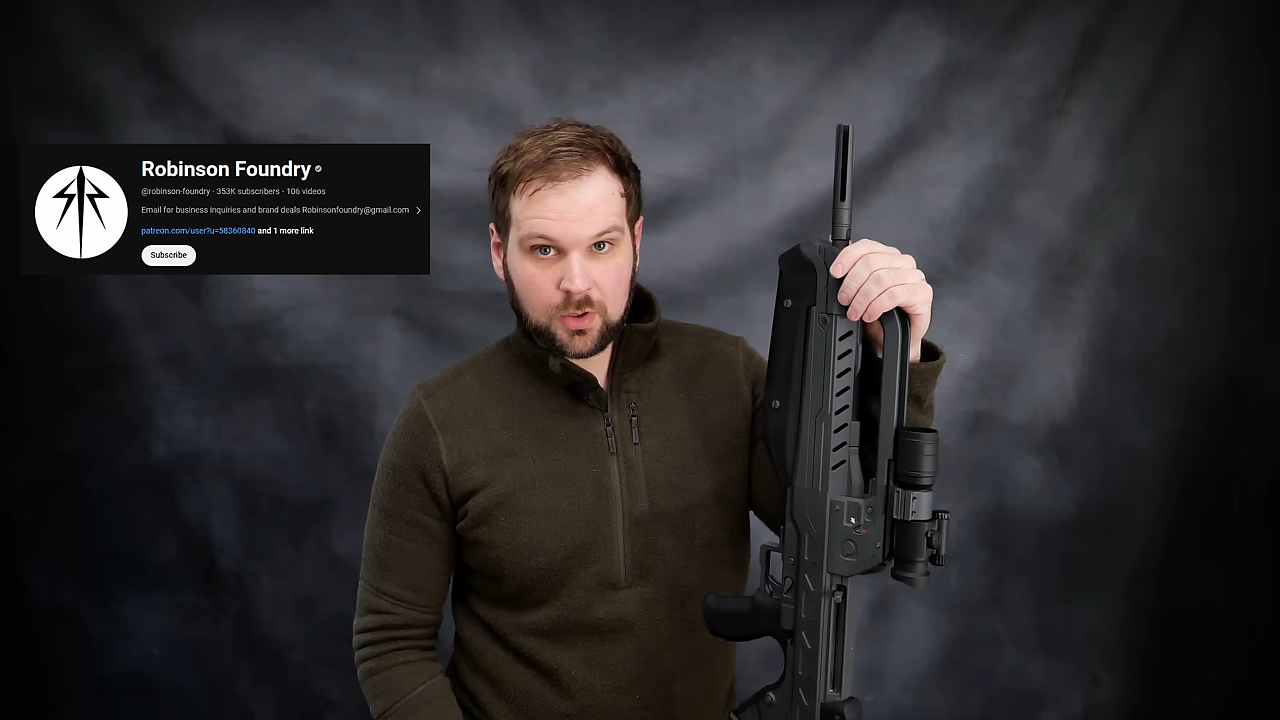 Robinson Foundry
@robinson-foundry · 353K subscribers · 106 videos
Email for business inquiries and brand deals Robinsonfoundry@gmail.com
patreon.com/user?u=58360840 and 1 more link
Subscribe